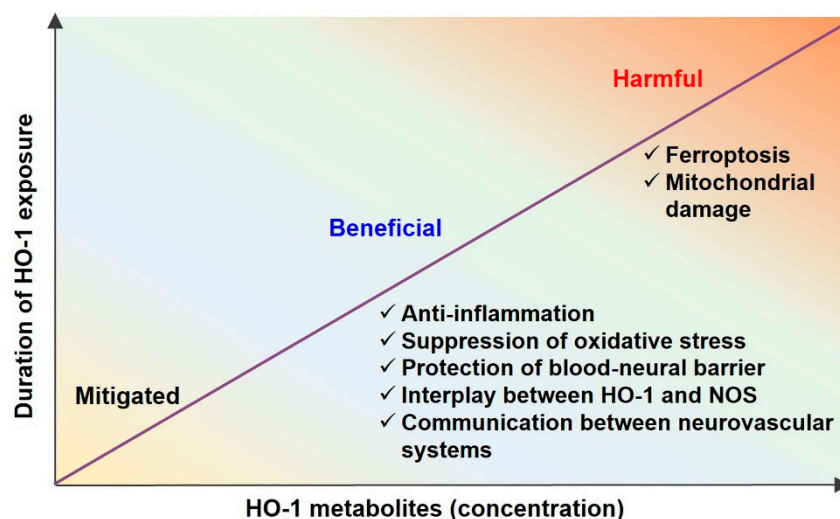 Duration of HO-1 exposure
Harmful
✓ Ferroptosis
✓ Mitochondrial
damage
Beneficial
✓ Anti-inflammation
✓ Suppression of oxidative stress
✓ Protection of blood-neural barrier
✓ Interplay between HO-1 and NOS
✓ Communication between neurovascular
systems
Mitigated
HO-1 metabolites (concentration)